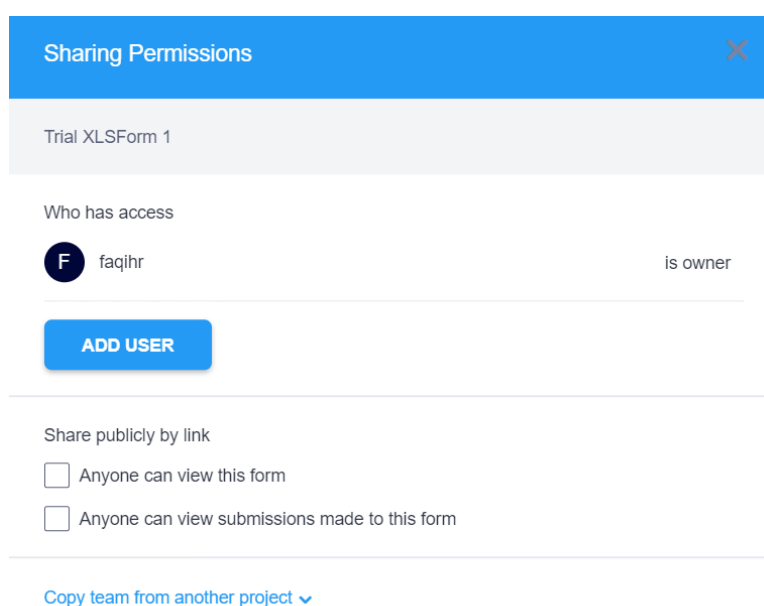 Sharing Permissions
Trial XLSForm 1
Who has access
F faqihr is owner
ADD USER
Share publicly by link
Anyone can view this form
Anyone can view submissions made to this form
Copy team from another project